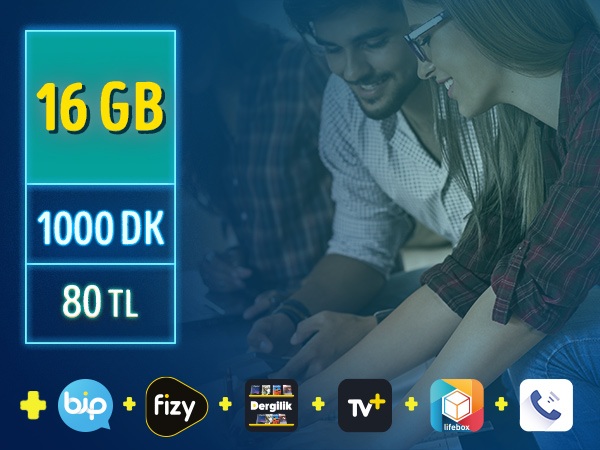 16 GB
1000 DK
80 TL
+ bip + fizy + Dergilik + TV+ + lifebox +